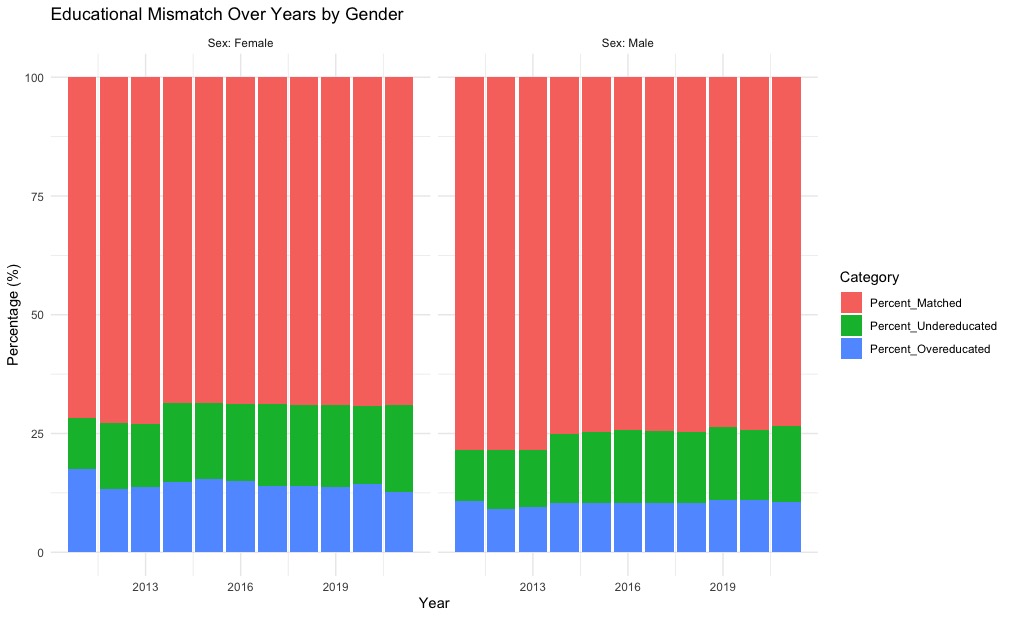 Educational Mismatch Over Years by Gender
Sex: Female
Sex: Male
100
75
50
25
0
Percentage (%)
2013
2016
2019
2013
2016
2019
Year
Category
Percent_Matched
Percent_Undereducated
Percent_Overeducated